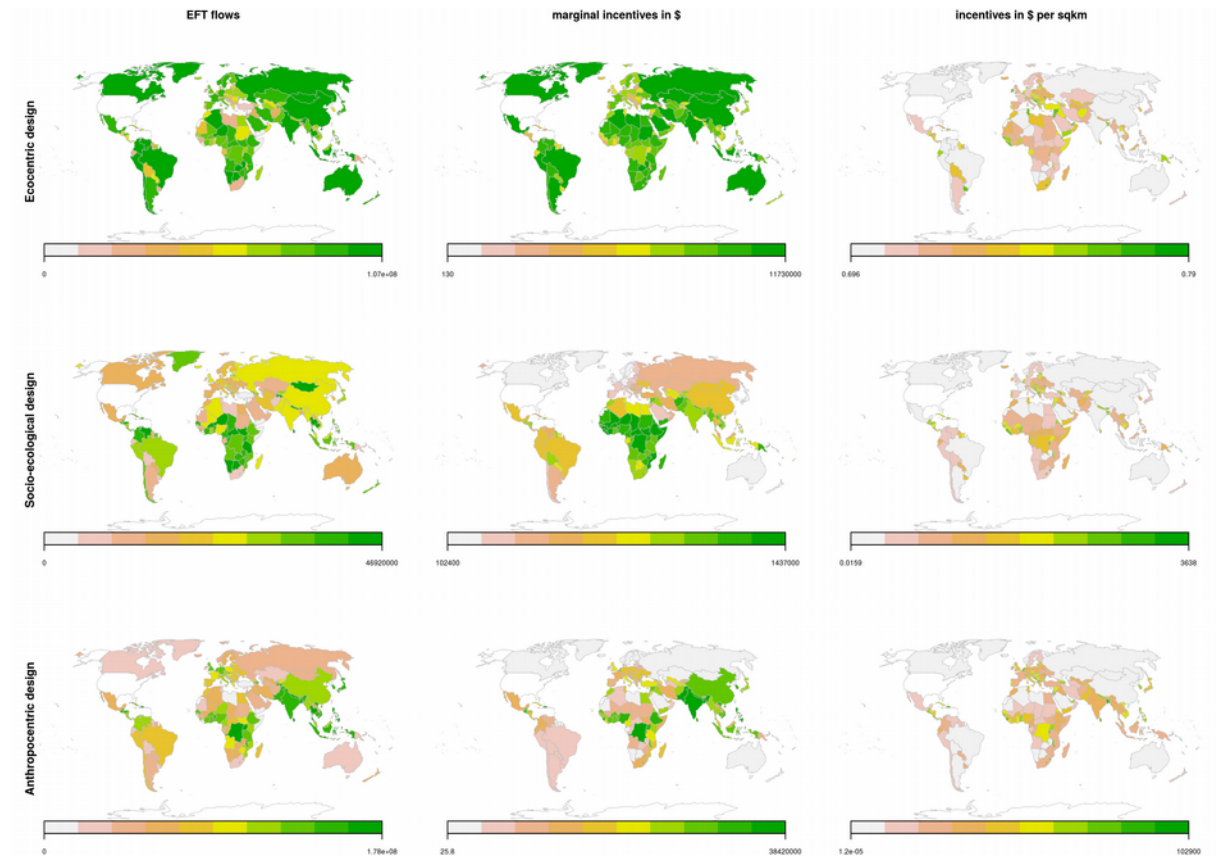 EFT flows
marginal incentives in $
incentives in $ per sqkm
Ecocentric design
0
1.07e+08
130
11730000
0.696
0.79
Socio-ecological design
0
46920000
102400
1437000
0.0159
3638
Anthropocentric design
0
1.78e+08
25.8
38420000
1.2e-05
102900